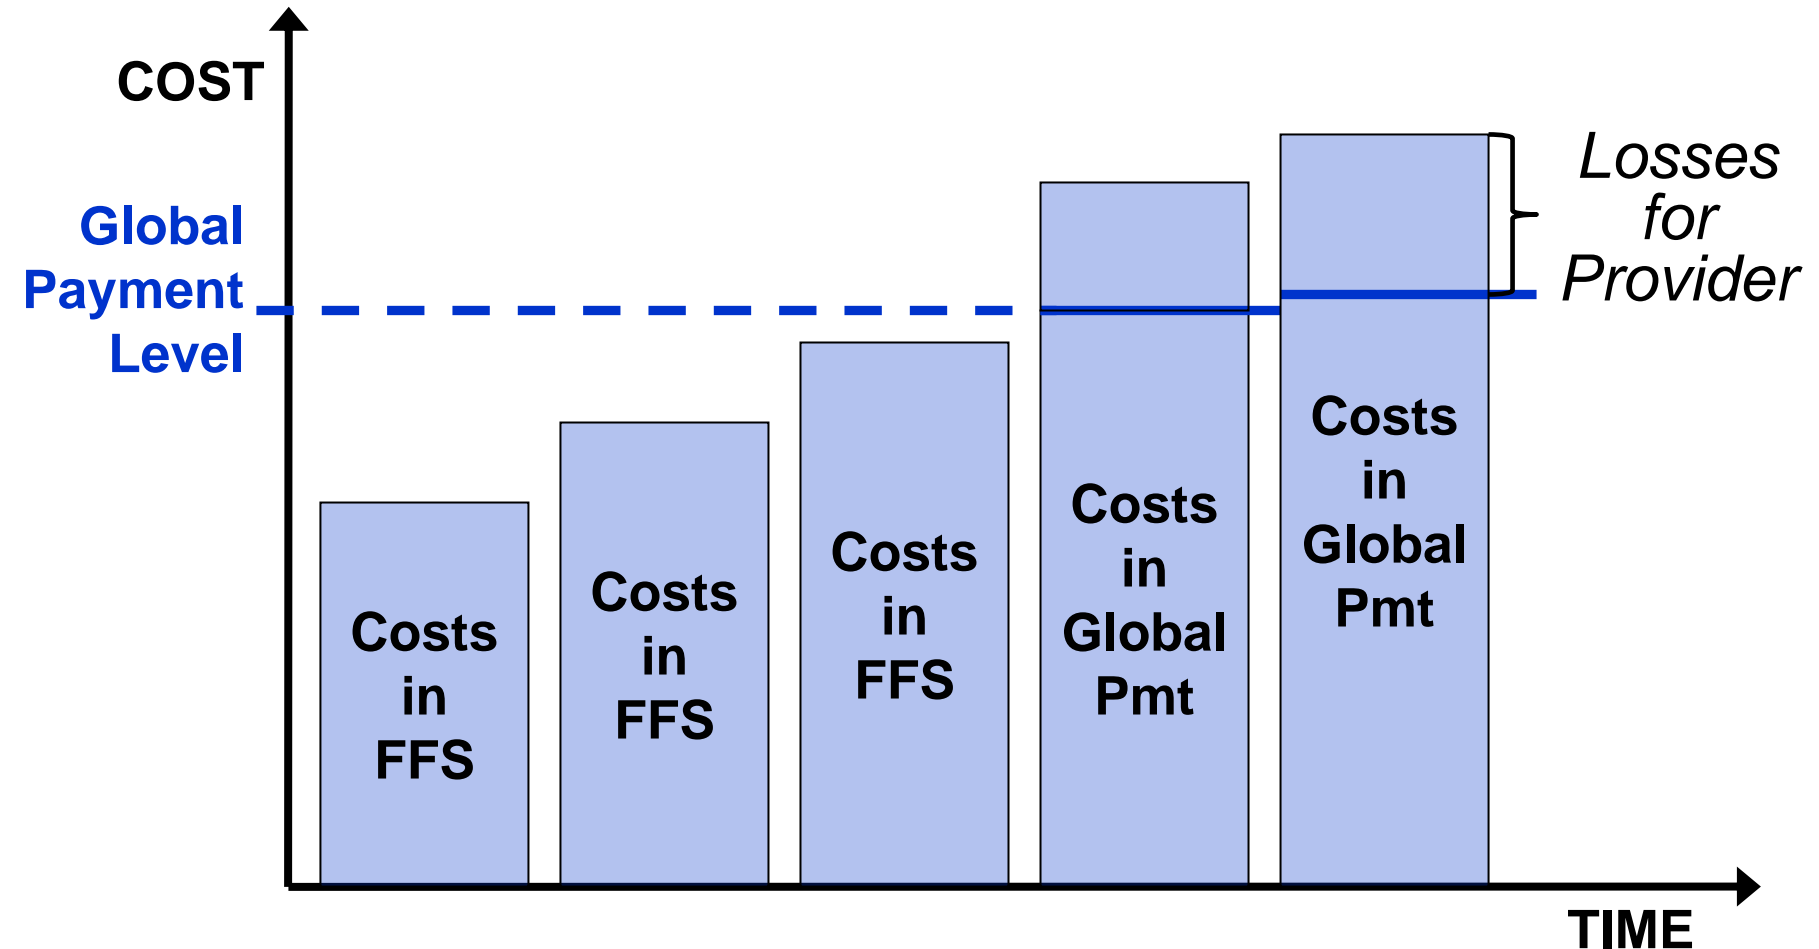 COST
Global
Payment
Level
Costs
in
FFS
Costs
in
FFS
Costs
in
FFS
Costs
in
Global
Pmt
Costs
in
Global
Pmt
Losses
for
Provider
TIME